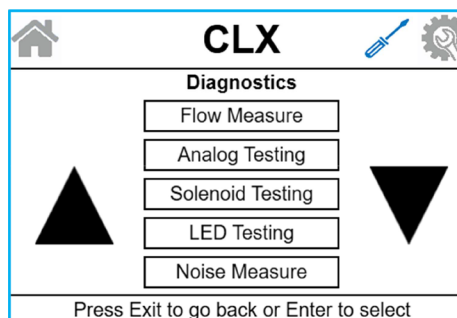 CLX
Diagnostics
Flow Measure
Analog Testing
Solenoid Testing
LED Testing
Noise Measure
Press Exit to go back or Enter to select